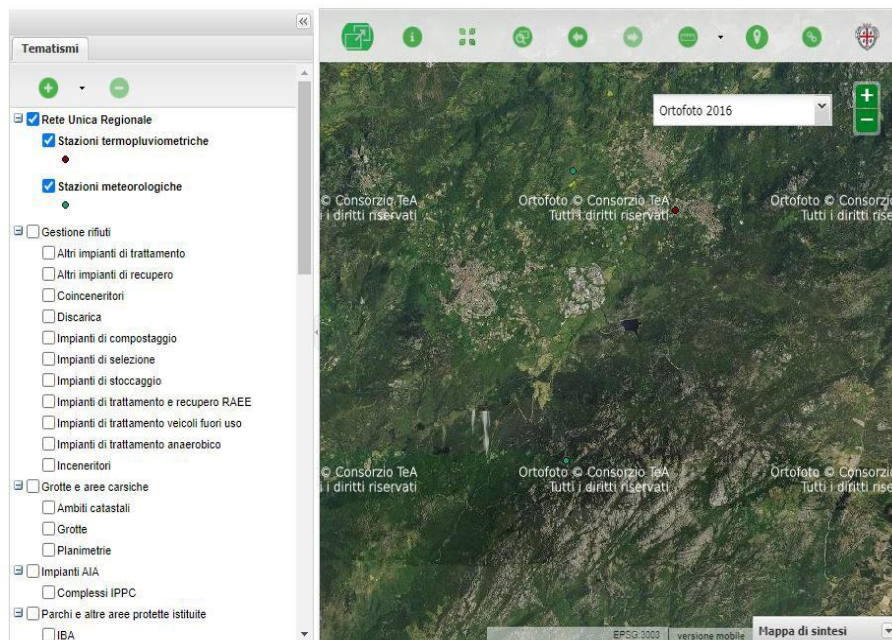 Tematismi
Rete Unica Regionale
Stazioni termopluviometriche
Stazioni meteorologiche
Gestione rifiuti
Altri impianti di trattamento
Altri impianti di recupero
Coinceneritori
Discarica
Impianti di compostaggio
Impianti di selezione
Impianti di stoccaggio
Impianti di trattamento e recupero RAEE
Impianti di trattamento veicoli fuori uso
Impianti di trattamento anaerobico
Inceneritori
Grotte e aree carsiche
Ambiti catastali
Grotte
Planimetrie
Impianti AIA
Complessi IPPC
Parchi e altre aree protette istituite
IBA
Ortofoto 2016
© Consorzio TeA
i diritti riservati
Ortofoto © Consorzio TeA
Tutti i diritti riservati
Ortofoto © Consorzio
Tutti i diritti riser
© Consorzio TeA
i diritti riservati
Ortofoto © Consorzio TeA
Tutti i diritti riservati
Ortofoto © Consorzio
Tutti i diritti riser
EPSG:3003
versione mobile
Mappa di sintesi